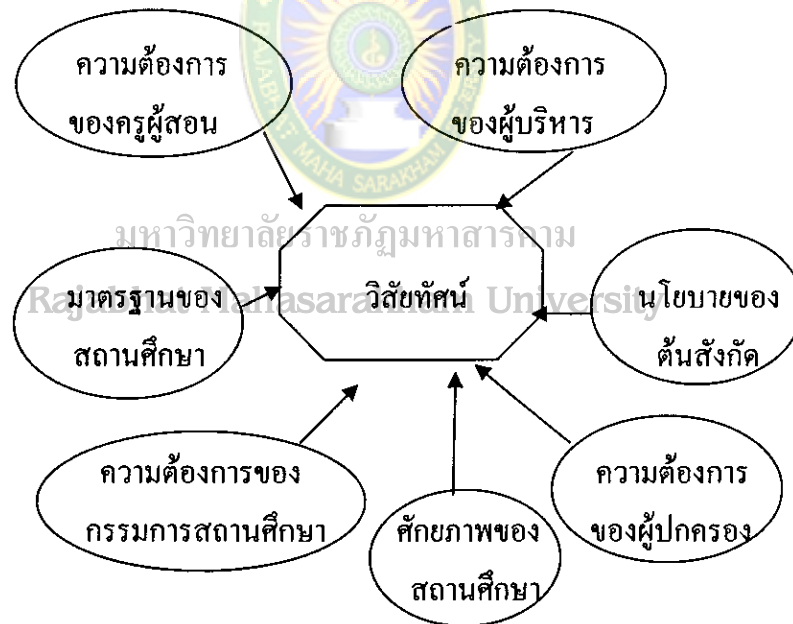 ความต้องการ
ของครูผู้สอน
ความต้องการ
ของผู้บริหาร
RAJABHAT MAHA SARAKHAM
มหาวิทยาลัยราชภัฏมหาสารคาม
Rajabhat Mahasarakham University
มาตรฐานของ
สถานศึกษา
วิสัยทัศน์
นโยบายของ
ต้นสังกัด
ความต้องการของ
กรรมการสถานศึกษา
ศักยภาพของ
สถานศึกษา
ความต้องการ
ของผู้ปกครอง